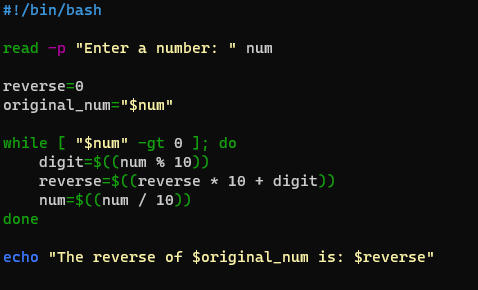 #!/bin/bash

read -p "Enter a number: " num

reverse=0
original_num="$num"

while [ "$num" -gt 0 ]; do
    digit=$((num % 10))
    reverse=$((reverse * 10 + digit))
    num=$((num / 10))
done

echo "The reverse of $original_num is: $reverse"